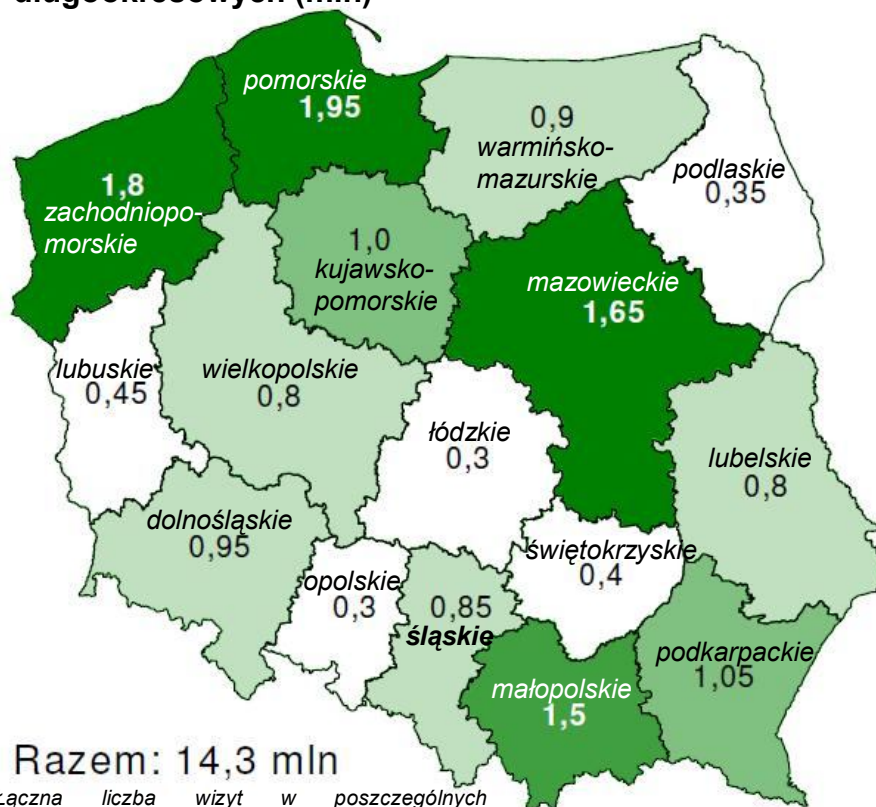 długookresowych (mln)
pomorskie
1,95
0,9
warmińsko-
mazurskie
podlaskie
0,35
1,8
zachodniopo-
morskie
1,0
kujawsko-
pomorskie
mazowieckie
1,65
lubuskie
0,45
wielkopolskie
0,8
łódzkie
0,3
lubelskie
0,8
dolnośląskie
0,95
świętokrzyskie
0,4
opolskie
0,3
0,85
śląskie
podkarpackie
1,05
małopolskie
1,5
Razem: 14,3 mln
Łączna liczba wizyt w poszczególnych